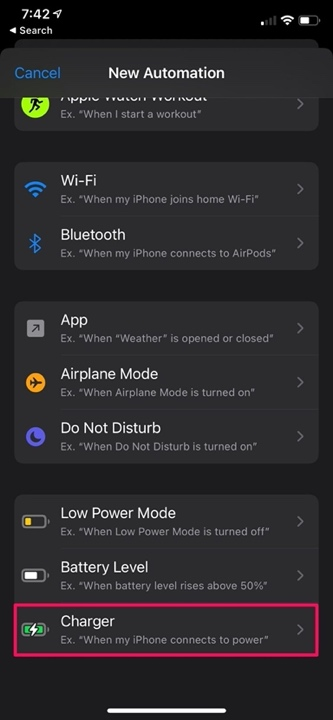 7:42
◀ Search
Cancel
New Automation
Apple Watch Workout
Ex. “When I start a workout”
Wi-Fi
Ex. “When my iPhone joins home Wi-Fi”
Bluetooth
Ex. “When my iPhone connects to AirPods”
App
Ex. “When “Weather” is opened or closed”
Airplane Mode
Ex. “When Airplane Mode is turned on”
Do Not Disturb
Ex. “When Do Not Disturb is turned on”
Low Power Mode
Ex. “When Low Power Mode is turned off”
Battery Level
Ex. “When battery level rises above 50%”
Charger
Ex. “When my iPhone connects to power”